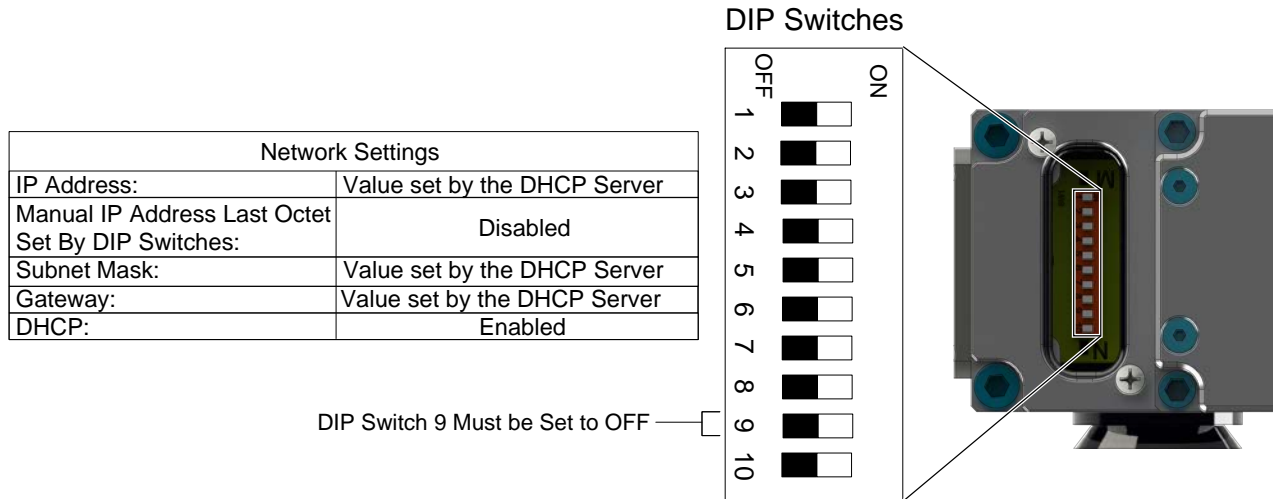 DIP Switches
OFF ON
1
2
3
4
5
6
7
8
9
10
Network Settings
IP Address: Value set by the DHCP Server
Manual IP Address Last Octet
Set By DIP Switches: Disabled
Subnet Mask: Value set by the DHCP Server
Gateway: Value set by the DHCP Server
DHCP: Enabled
DIP Switch 9 Must be Set to OFF